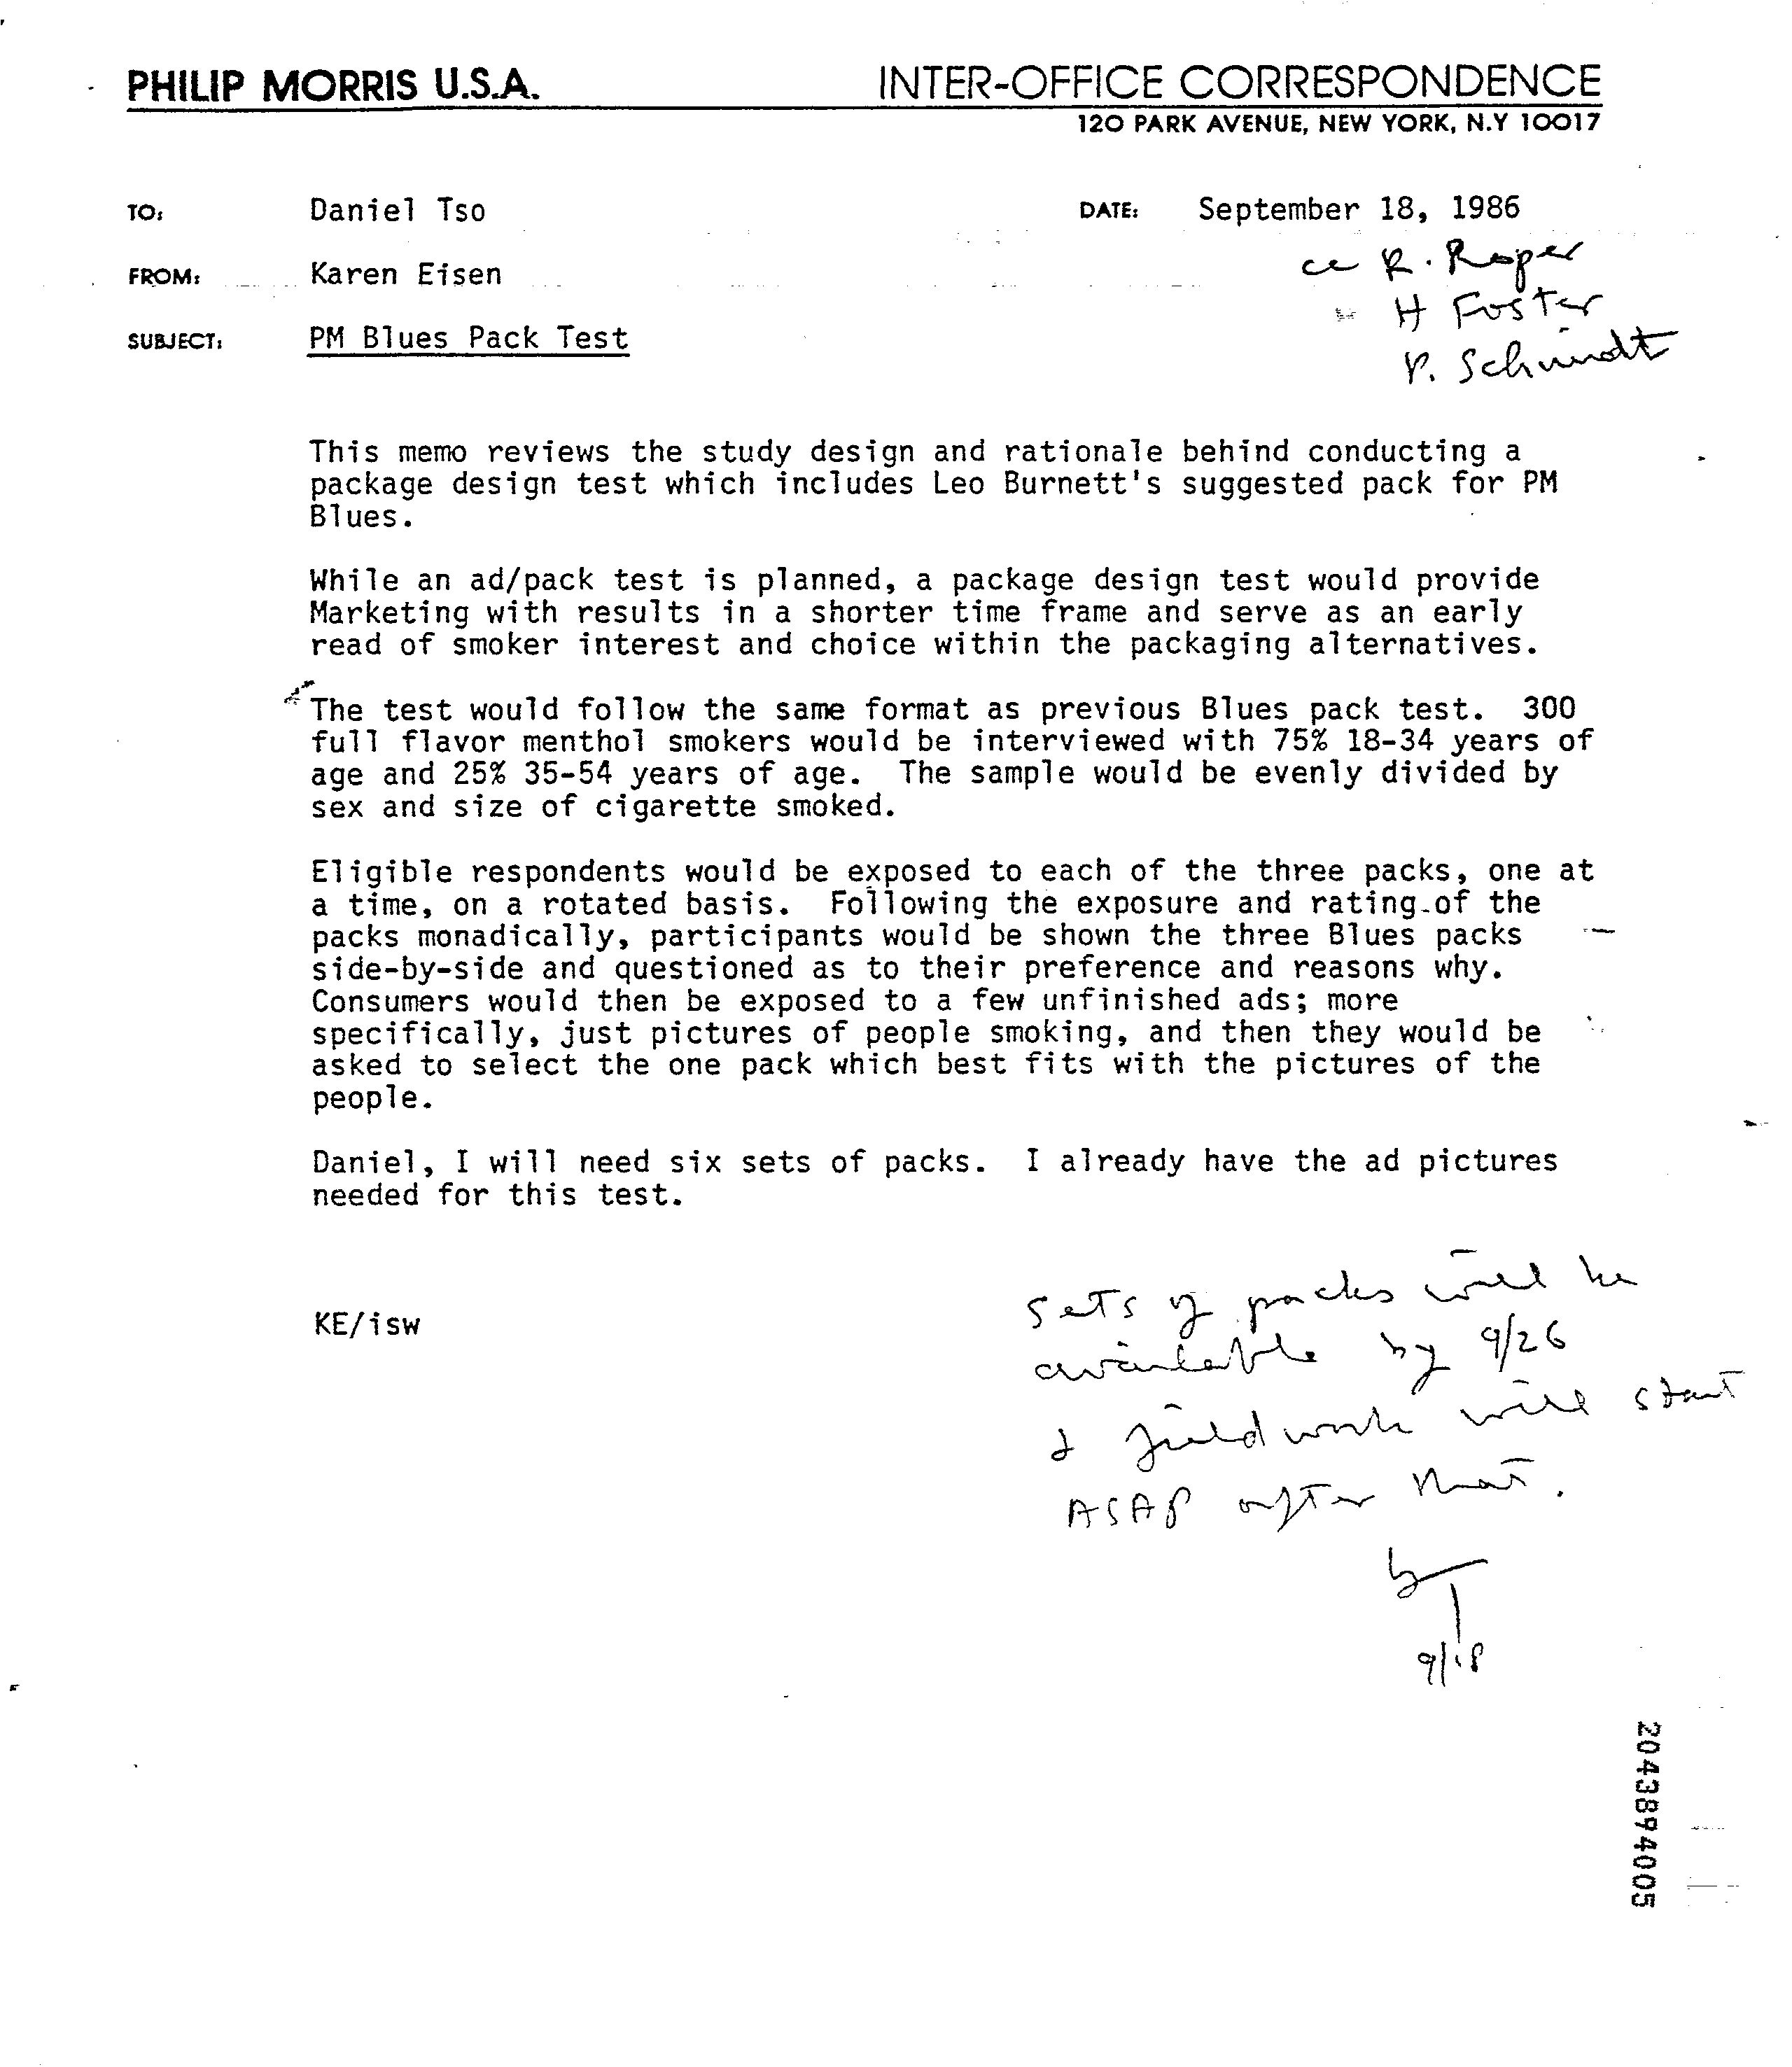 PHILIP MORRIS U.S.A. INTER-OFFICE CORRESPONDENCE
120 PARK AVENUE, NEW YORK, N.Y 10017
TO: Daniel Tso DATE: September 18, 1986
cc R. Roper
FROM: Karen Eisen
" H Foster
SUBJECT: PM Blues Pack Test
V. Schmidt
This memo reviews the study design and rationale behind conducting a
package design test which includes Leo Burnett's suggested pack for PM
Blues.
While an ad/pack test is planned, a package design test would provide
Marketing with results in a shorter time frame and serve as an early
read of smoker interest and choice within the packaging alternatives.
The test would follow the same format as previous Blues pack test. 300
full flavor menthol smokers would be interviewed with 75% 18-34 years of
age and 25% 35-54 years of age. The sample would be evenly divided by
sex and size of cigarette smoked.
Eligible respondents would be exposed to each of the three packs, one at
a time, on a rotated basis. Following the exposure and rating of the
packs monadically, participants would be shown the three Blues packs
side-by-side and questioned as to their preference and reasons why.
Consumers would then be exposed to a few unfinished ads; more
specifically, just pictures of people smoking, and then they would be
asked to select the one pack which best fits with the pictures of the
people.
Daniel, I will need six sets of packs. I already have the ad pictures
needed for this test.
KE/isw
Sets of packs will be
available by 9/26
& fieldwork will start
ASAP after that.
9/18
2043894005